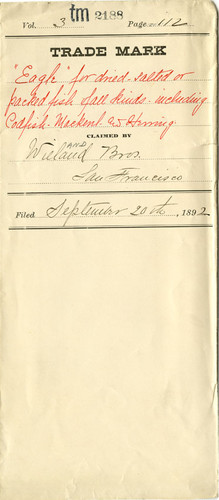 tm 2188
Vol. 3 Page 112
TRADE MARK
"Eagle" for dried, salted or
packed fish of all kinds including
Codfish. Mackerel. & Herring
CLAIMED BY
Wieland Bros.
San Francisco
Filed September 20th, 1892